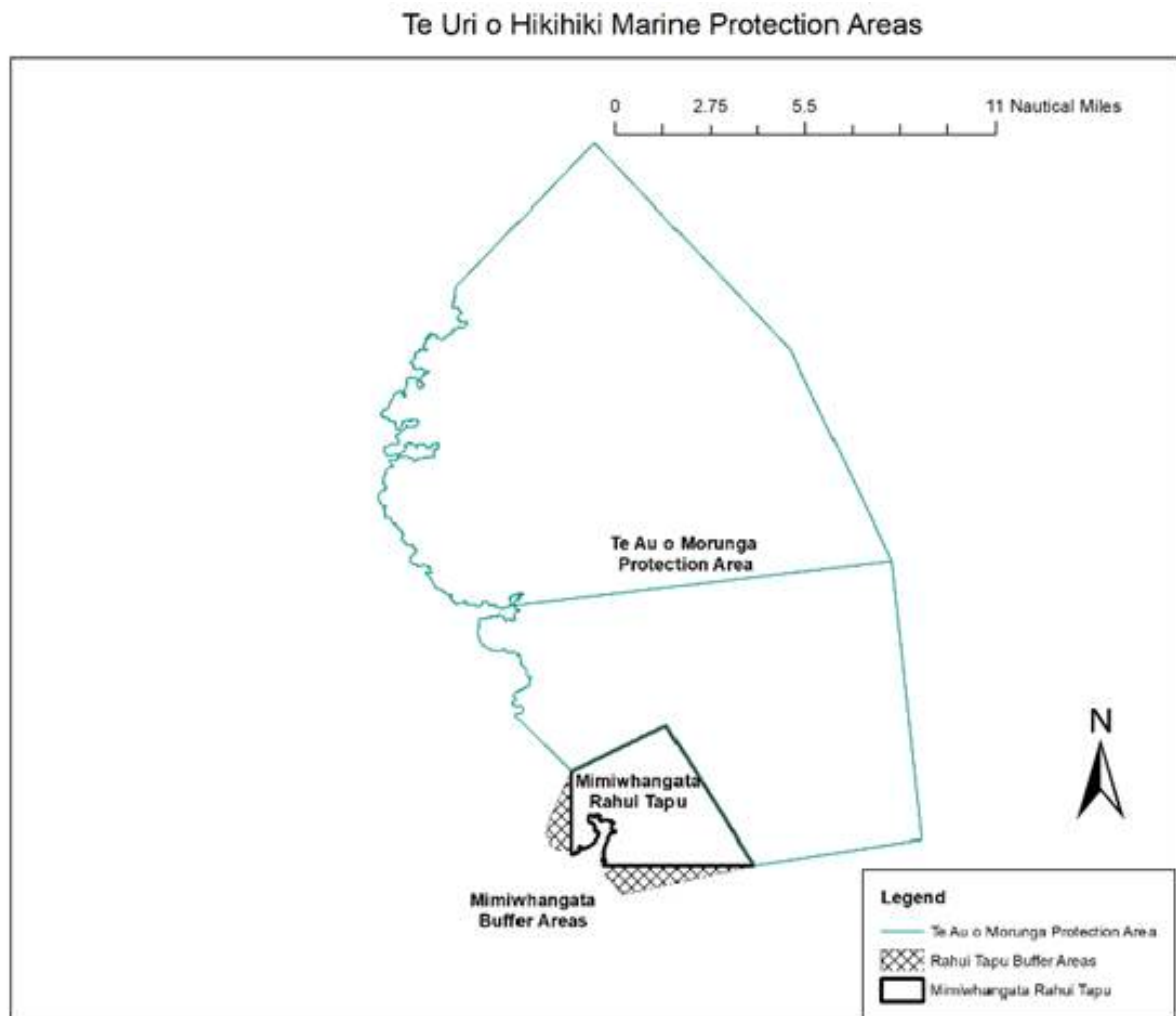 Te Uri o Hikihiki Marine Protection Areas
0 2.75 5.5 11 Nautical Miles
Te Au o Morunga
Protection Area
N
Mimiwhangata
Rahui Tapu
Mimiwhangata
Buffer Areas
Legend
Te Au o Morunga Protection Area
Rahui Tapu Buffer Areas
Mimiwhangata Rahui Tapu